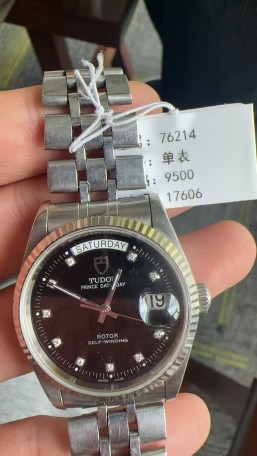 : 76214
: 单表
: 9500
17606
SATURDAY
TUDOR
PRINCE DATE+DAY
19
ROTOR
SELF-WINDING